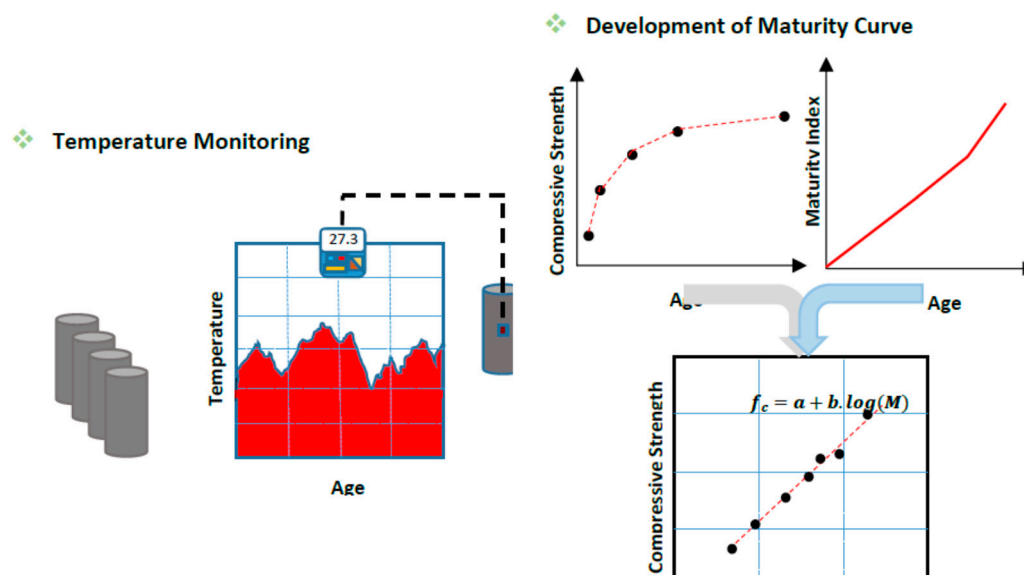 Temperature Monitoring
27.3
Temperature
Age
Development of Maturity Curve
Compressive Strength
Maturity Index
Age
Age
Compressive Strength
f_c = a + b. log(M)